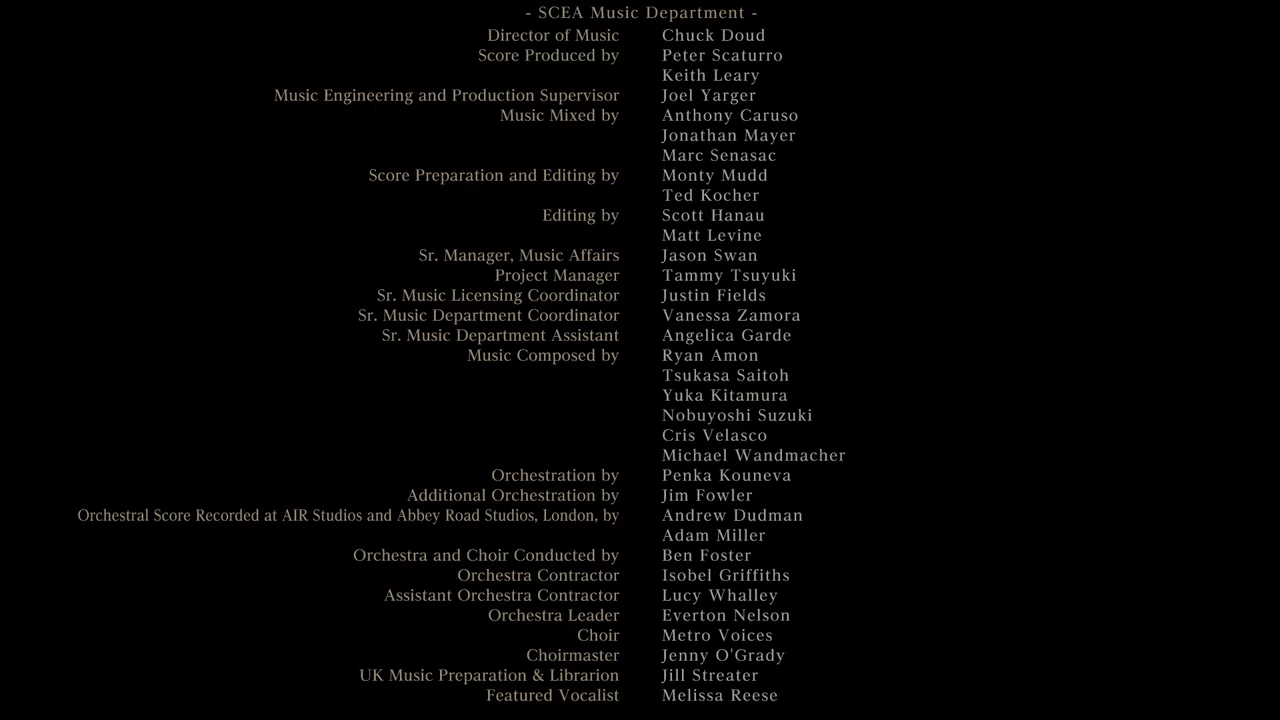 - SCEA Music Department -
Director of Music Chuck Doud
Score Produced by Peter Scaturro
Keith Leary
Music Engineering and Production Supervisor Joel Yarger
Music Mixed by Anthony Caruso
Jonathan Mayer
Marc Senasac
Score Preparation and Editing by Monty Mudd
Ted Kocher
Editing by Scott Hanau
Matt Levine
Sr. Manager, Music Affairs Jason Swan
Project Manager Tammy Tsuyuki
Sr. Music Licensing Coordinator Justin Fields
Sr. Music Department Coordinator Vanessa Zamora
Sr. Music Department Assistant Angelica Garde
Music Composed by Ryan Amon
Tsukasa Saitoh
Yuka Kitamura
Nobuyoshi Suzuki
Cris Velasco
Michael Wandmacher
Orchestration by Penka Kouneva
Additional Orchestration by Jim Fowler
Orchestral Score Recorded at AIR Studios and Abbey Road Studios, London, by Andrew Dudman
Adam Miller
Orchestra and Choir Conducted by Ben Foster
Orchestra Contractor Isobel Griffiths
Assistant Orchestra Contractor Lucy Whalley
Orchestra Leader Everton Nelson
Choir Metro Voices
Choirmaster Jenny O'Grady
UK Music Preparation & Librarion Jill Streater
Featured Vocalist Melissa Reese